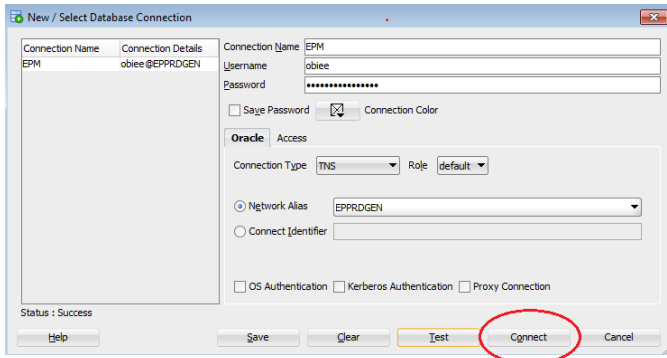 New / Select Database Connection
Connection Name Connection Details
EPM obiee@EPPRDGEN
Connection Name EPM
Username obiee
Password ••••••••••••••••
Save Password Connection Color
Oracle Access
Connection Type TNS Role default
Network Alias EPPRDGEN
Connect Identifier
OS Authentication Kerberos Authentication Proxy Connection
Status : Success
Help Save Clear Test Connect Cancel